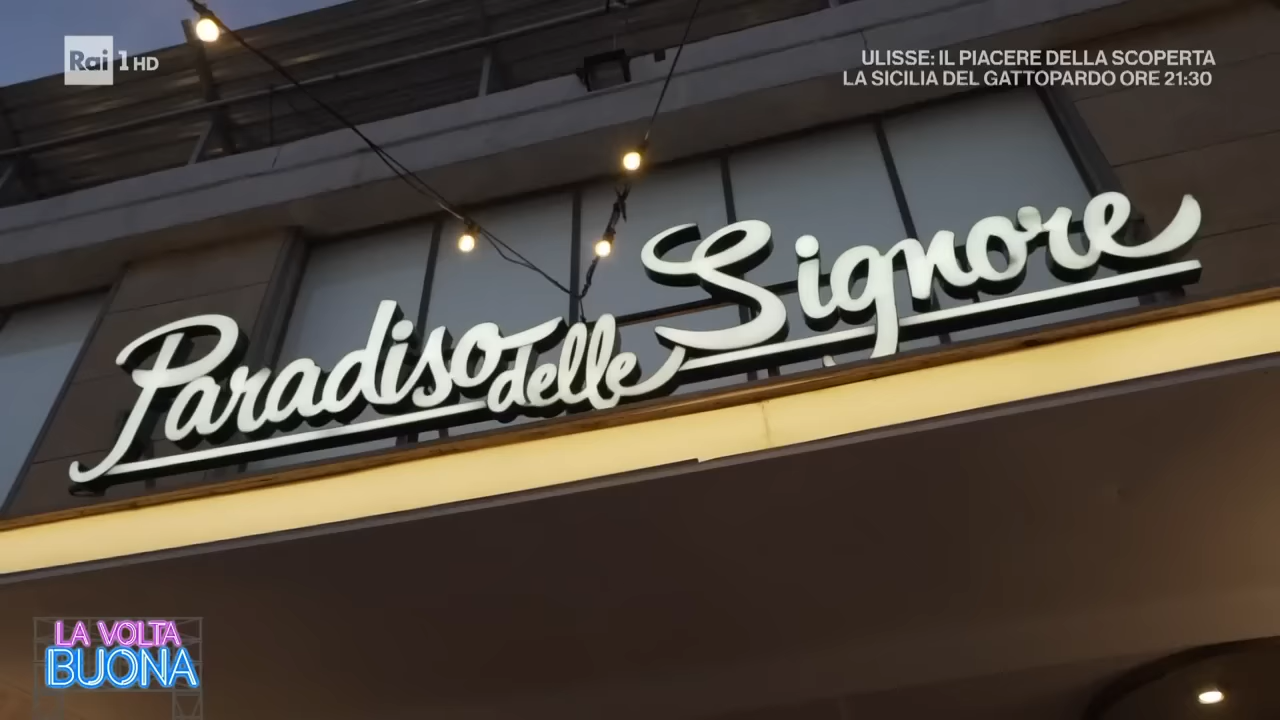 Rai 1 HD
ULISSE: IL PIACERE DELLA SCOPERTA
LA SICILIA DEL GATTOPARDO ORE 21:30
Paradiso delle Signore
LA VOLTA
BUONA